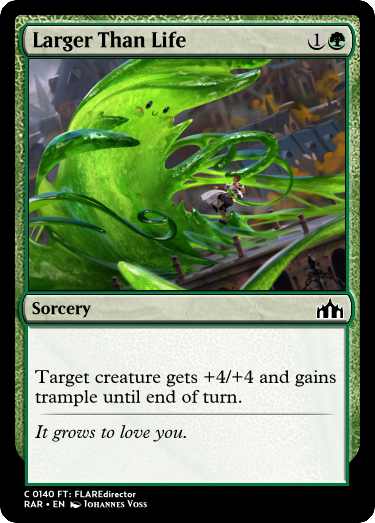 Larger Than Life 1
Sorcery
Target creature gets +4/+4 and gains
trample until end of turn.
It grows to love you.
C 0140 FT: FLAREdirector
RAR • EN Johannes Voss